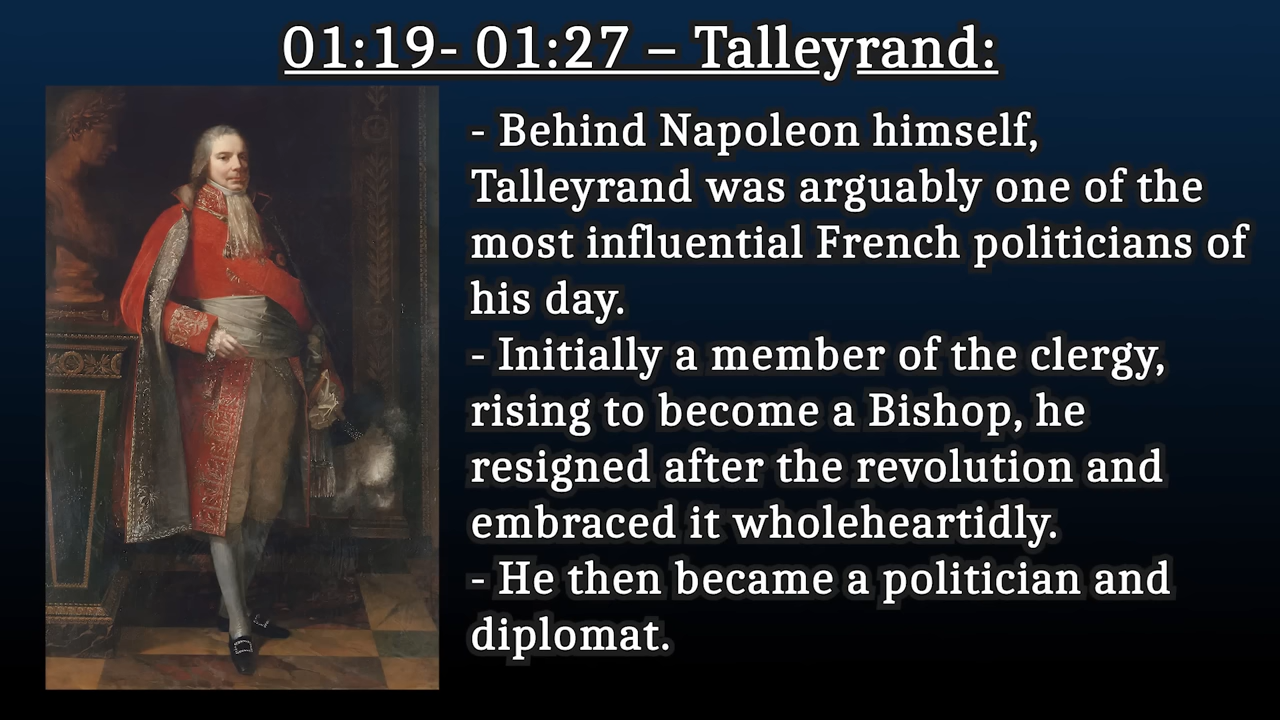 01:19- 01:27 – Talleyrand:
- Behind Napoleon himself,
Talleyrand was arguably one of the
most influential French politicians of
his day.
- Initially a member of the clergy,
rising to become a Bishop, he
resigned after the revolution and
embraced it wholeheartidly.
- He then became a politician and
diplomat.